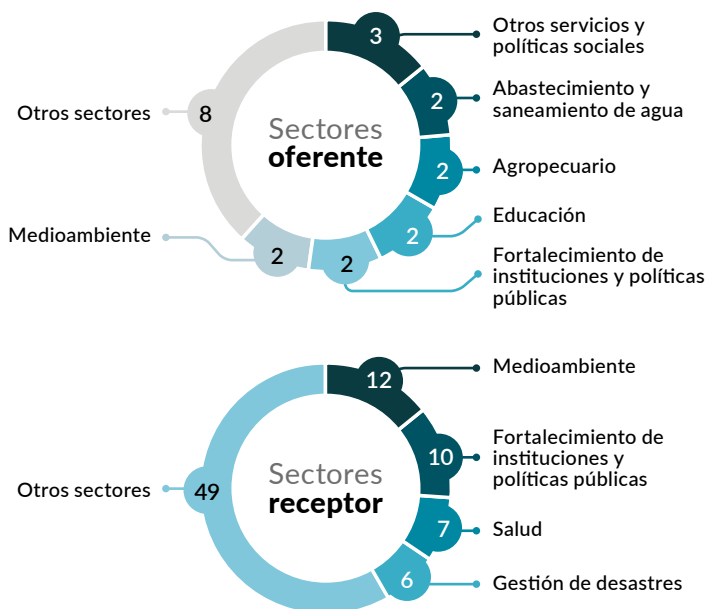 3
Otros servicios y
políticas sociales
2
Abastecimiento y
saneamiento de agua
2
Agropecuario
2
Educación
2
Fortalecimiento de
instituciones y políticas
públicas
2
Medioambiente
8
Otros sectores
Sectores
oferente
12
Medioambiente
10
Fortalecimiento de
instituciones y
políticas públicas
7
Salud
6
Gestión de desastres
49
Otros sectores
Sectores
receptor